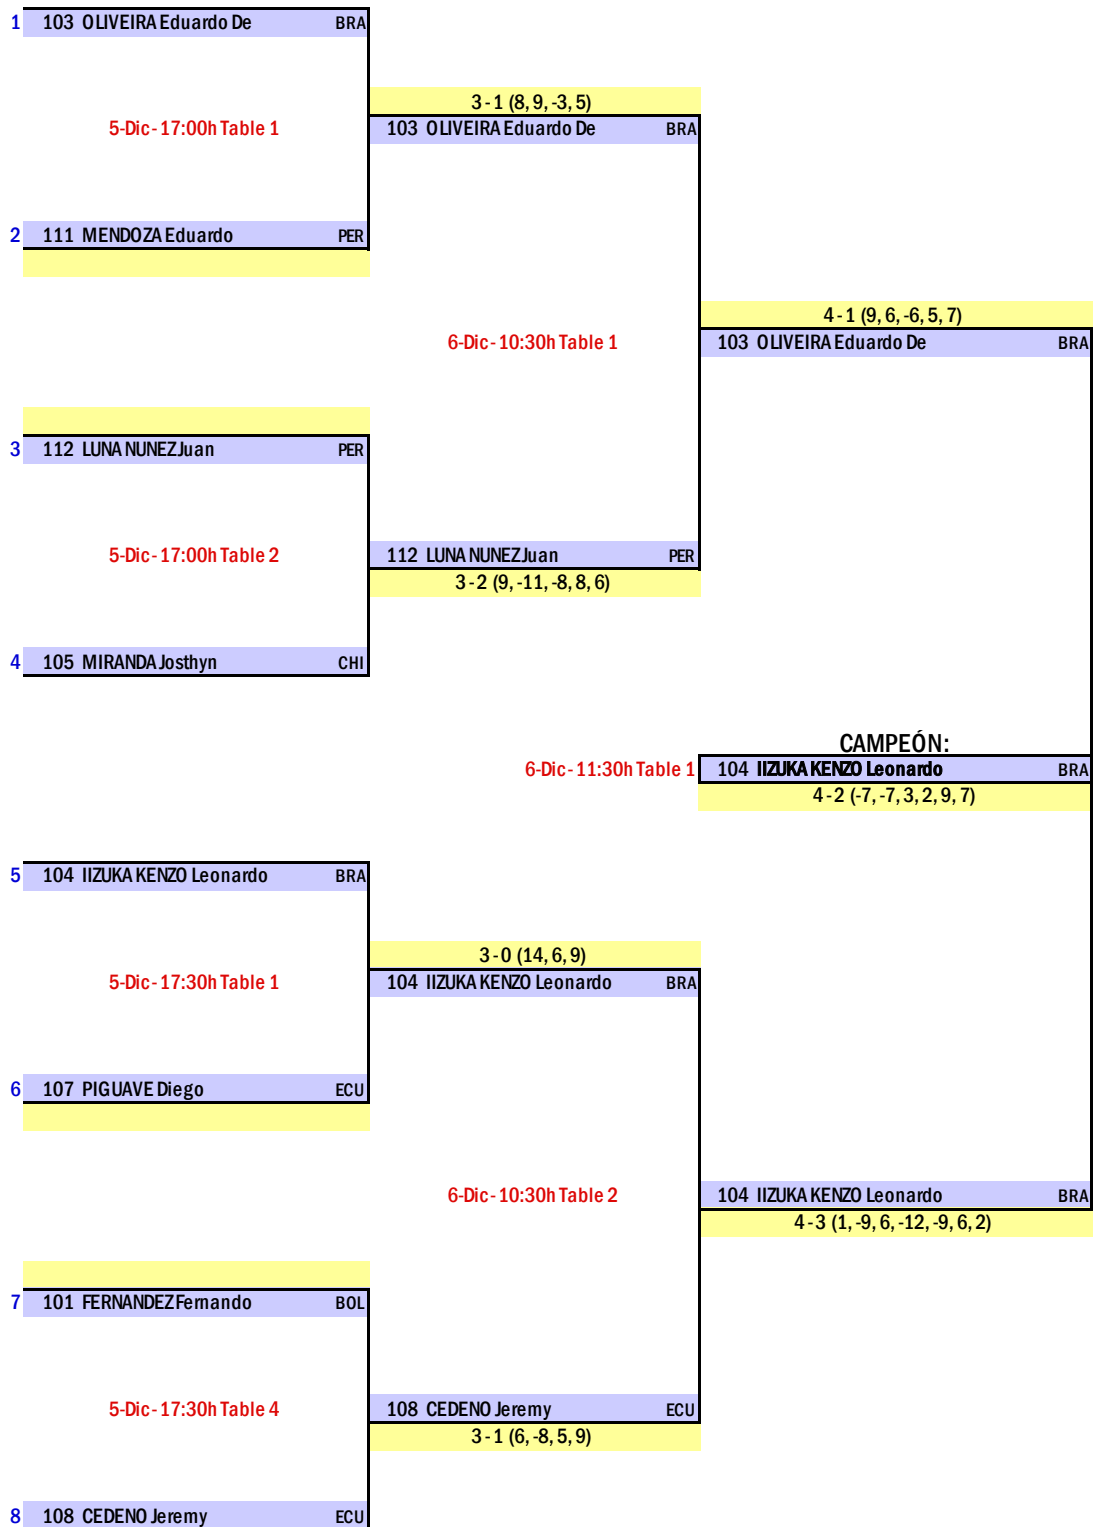 1 103 OLIVEIRA Eduardo De BRA
3 - 1 (8, 9, -3, 5)
5-Dic - 17:00h Table 1 103 OLIVEIRA Eduardo De BRA
2 111 MENDOZA Eduardo PER
4 - 1 (9, 6, -6, 5, 7)
6-Dic - 10:30h Table 1 103 OLIVEIRA Eduardo De BRA
3 112 LUNA NUNEZ Juan PER
5-Dic - 17:00h Table 2 112 LUNA NUNEZ Juan PER
3 - 2 (9, -11, -8, 8, 6)
4 105 MIRANDA Josthyn CHI
CAMPEÓN:
6-Dic - 11:30h Table 1 104 IIZUKA KENZO Leonardo BRA
4 - 2 (-7, -7, 3, 2, 9, 7)
5 104 IIZUKA KENZO Leonardo BRA
3 - 0 (14, 6, 9)
5-Dic - 17:30h Table 1 104 IIZUKA KENZO Leonardo BRA
6 107 PIGUAVE Diego ECU
6-Dic - 10:30h Table 2 104 IIZUKA KENZO Leonardo BRA
4 - 3 (1, -9, 6, -12, -9, 6, 2)
7 101 FERNANDEZ Fernando BOL
5-Dic - 17:30h Table 4 108 CEDENO Jeremy ECU
3 - 1 (6, -8, 5, 9)
8 108 CEDENO Jeremy ECU